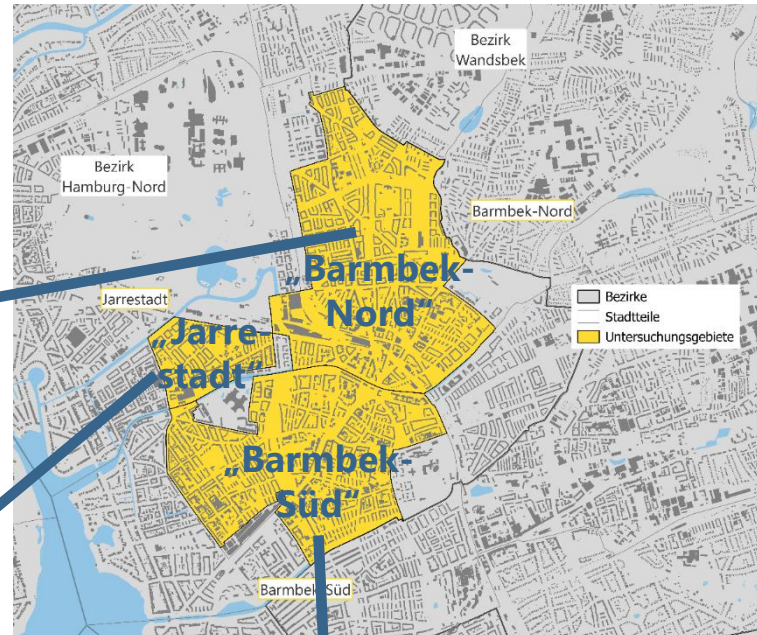 Bezirk
Wandsbek
Bezirk
Hamburg-Nord
Barmbek-Nord
„Barmbek-
Nord“
Jarrestadt
Bezirke
Stadtteile
Untersuchungsgebiete
„Jarre-
stadt“
„Barmbek-
Süd“
Barmbek-Süd